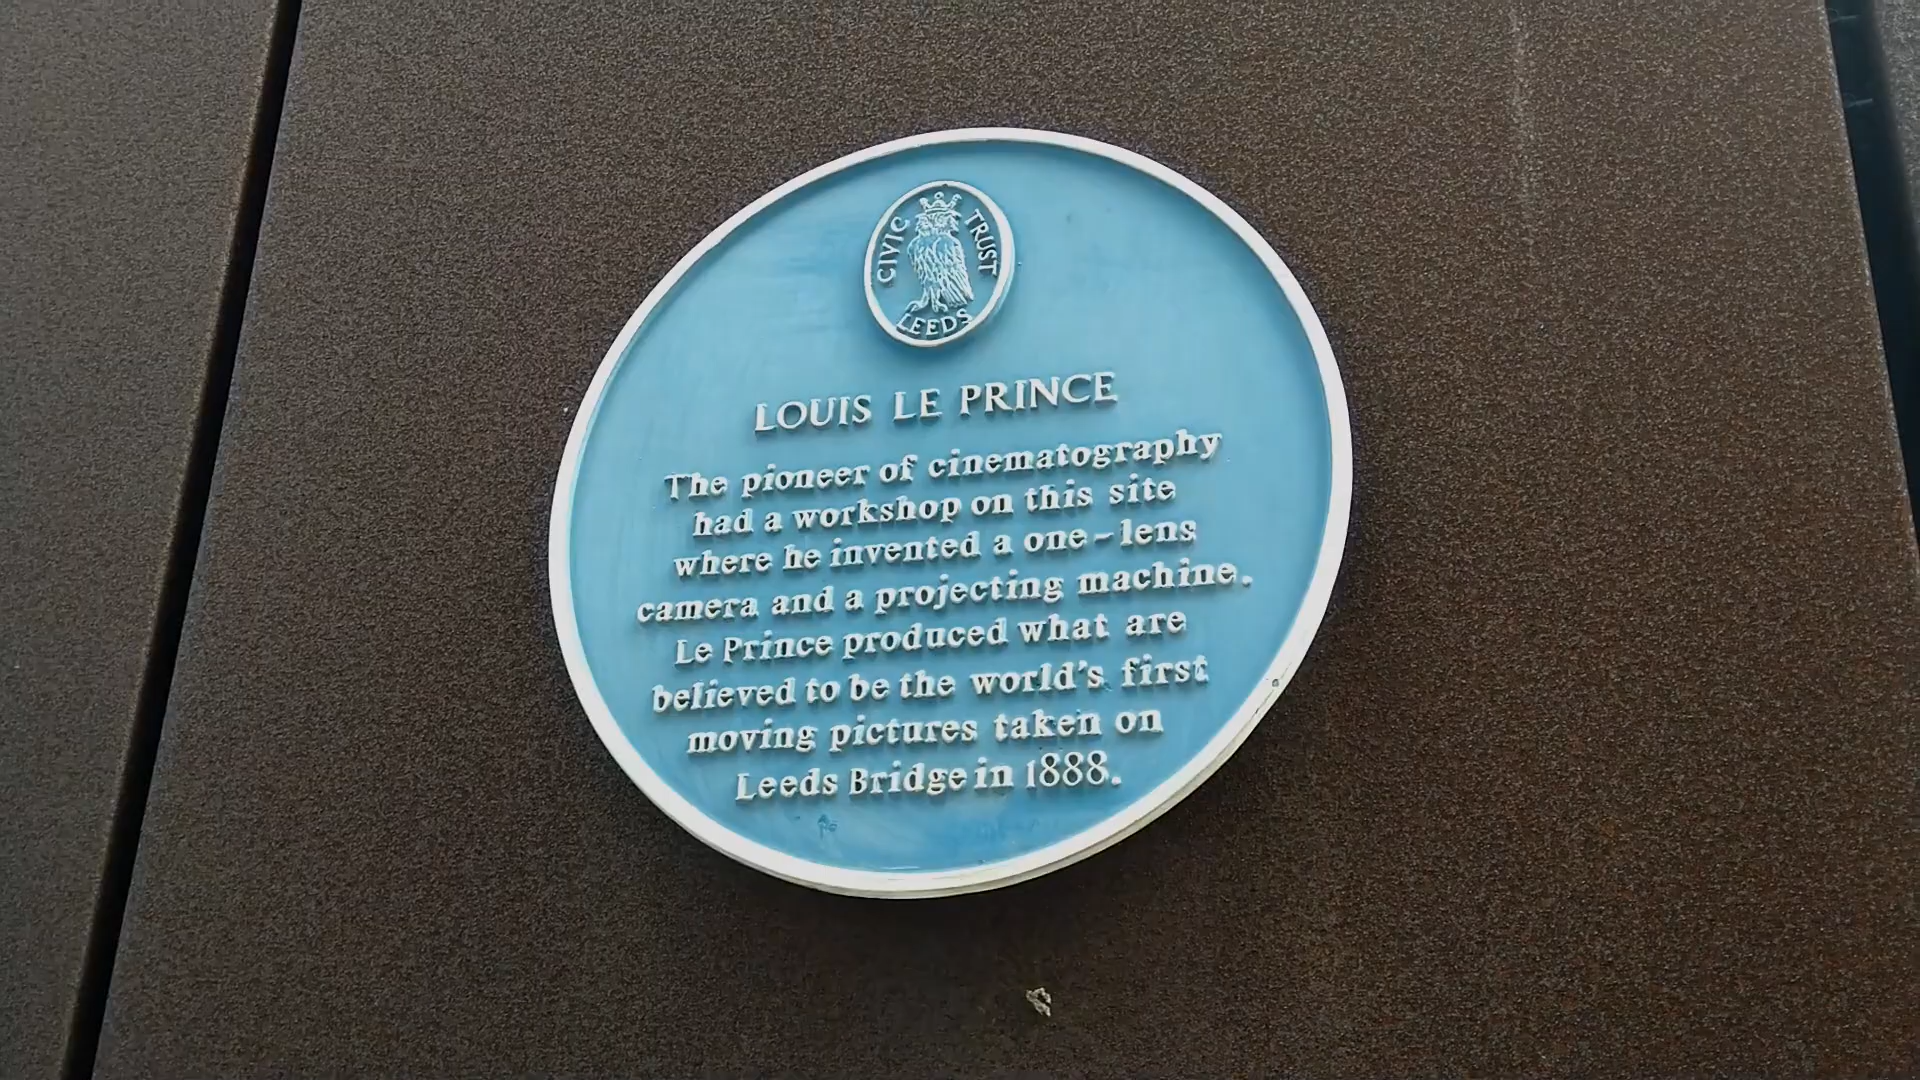 CIVIC TRUST
LEEDS
LOUIS LE PRINCE
The pioneer of cinematography
had a workshop on this site
where he invented a one-lens
camera and a projecting machine.
Le Prince produced what are
believed to be the world's first
moving pictures taken on
Leeds Bridge in 1888.